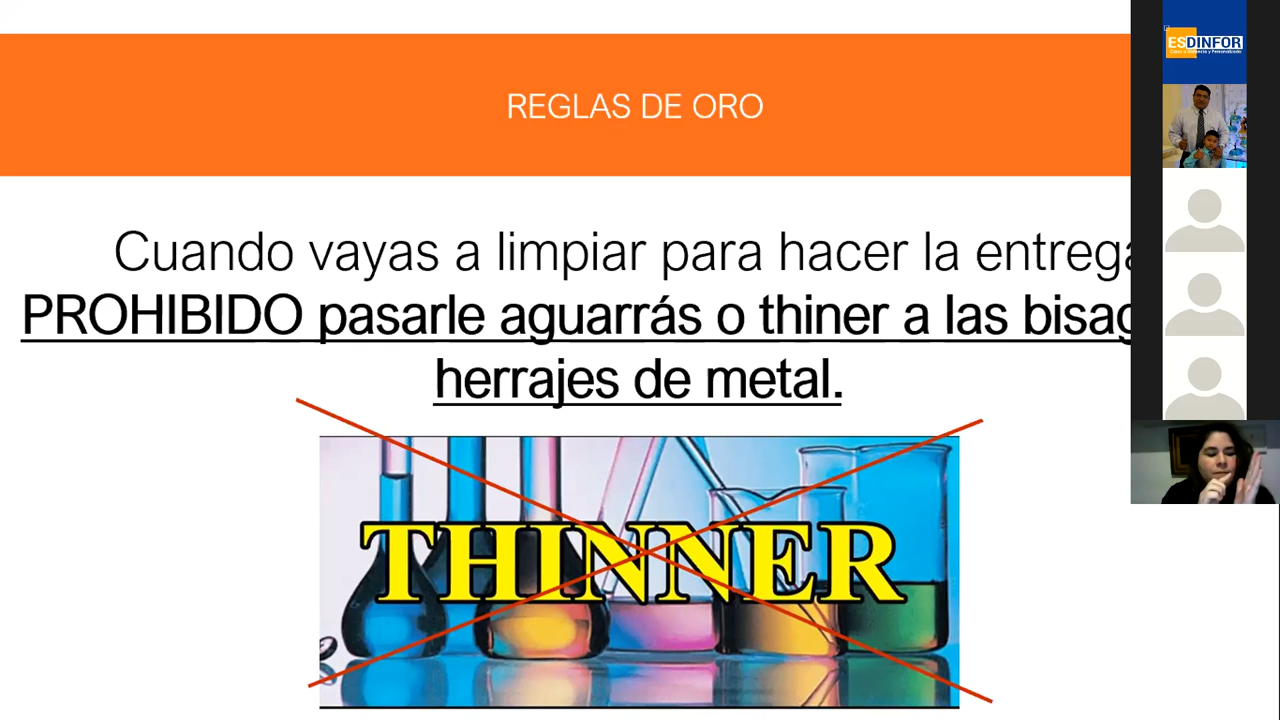 REGLAS DE ORO
Cuando vayas a limpiar para hacer la entrega
PROHIBIDO pasarle aguarrás o thiner a las
herrajes de metal.
THINNER
ESDINFOR